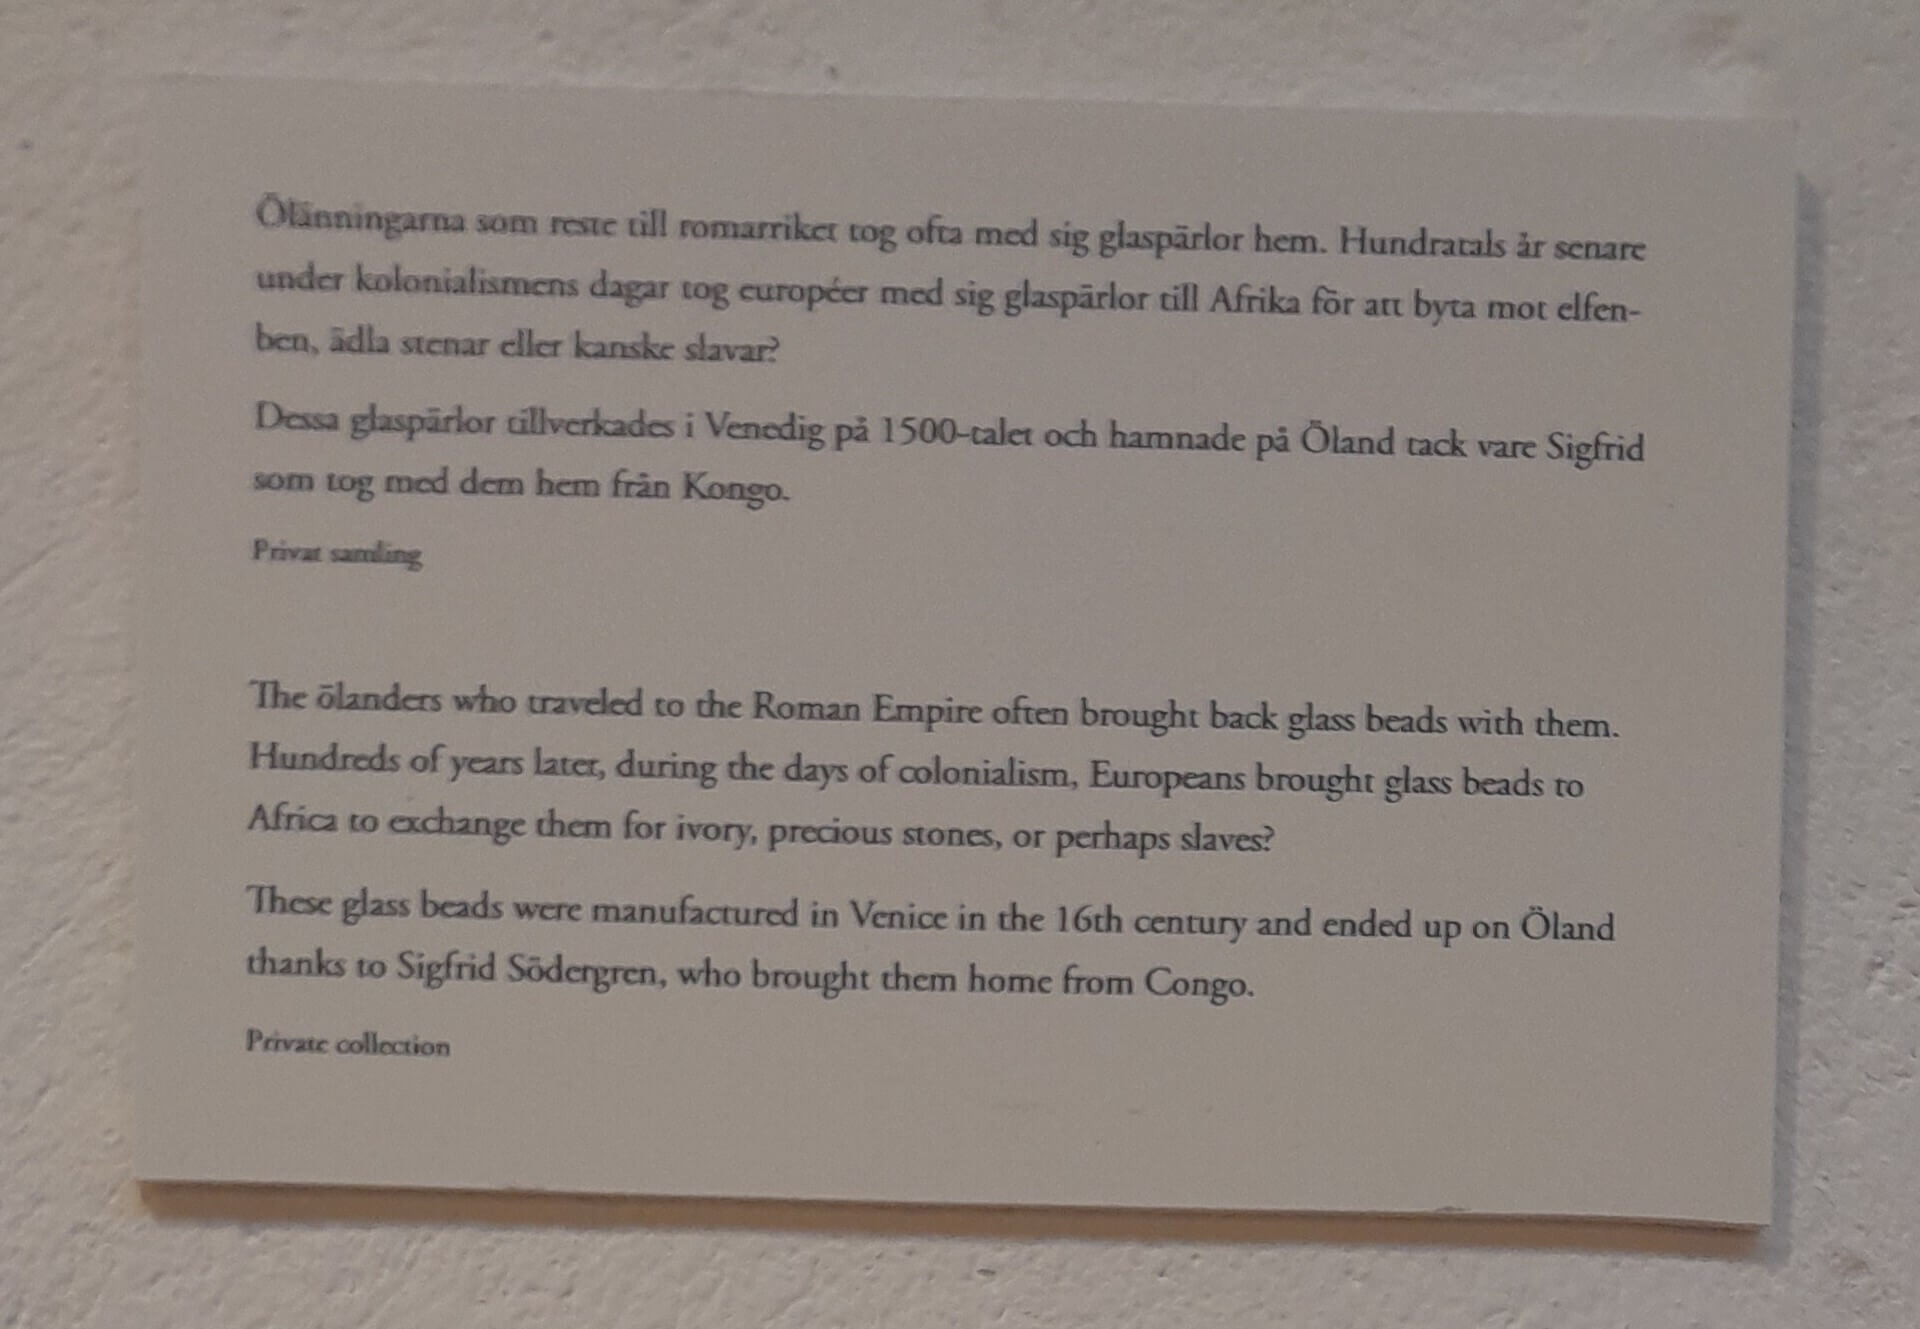 Ölänningarna som reste till romarriket tog ofta med sig glaspärlor hem. Hundratals år senare
under kolonialismens dagar tog européer med sig glaspärlor till Afrika för att byta mot elfen-
ben, ädla stenar eller kanske slavar?
Dessa glaspärlor tillverkades i Venedig på 1500-talet och hamnade på Öland tack vare Sigfrid
som tog med dem hem från Kongo.
Privat samling
The ölanders who traveled to the Roman Empire often brought back glass beads with them.
Hundreds of years later, during the days of colonialism, Europeans brought glass beads to
Africa to exchange them for ivory, precious stones, or perhaps slaves?
These glass beads were manufactured in Venice in the 16th century and ended up on Öland
thanks to Sigfrid Södergren, who brought them home from Congo.
Private collection